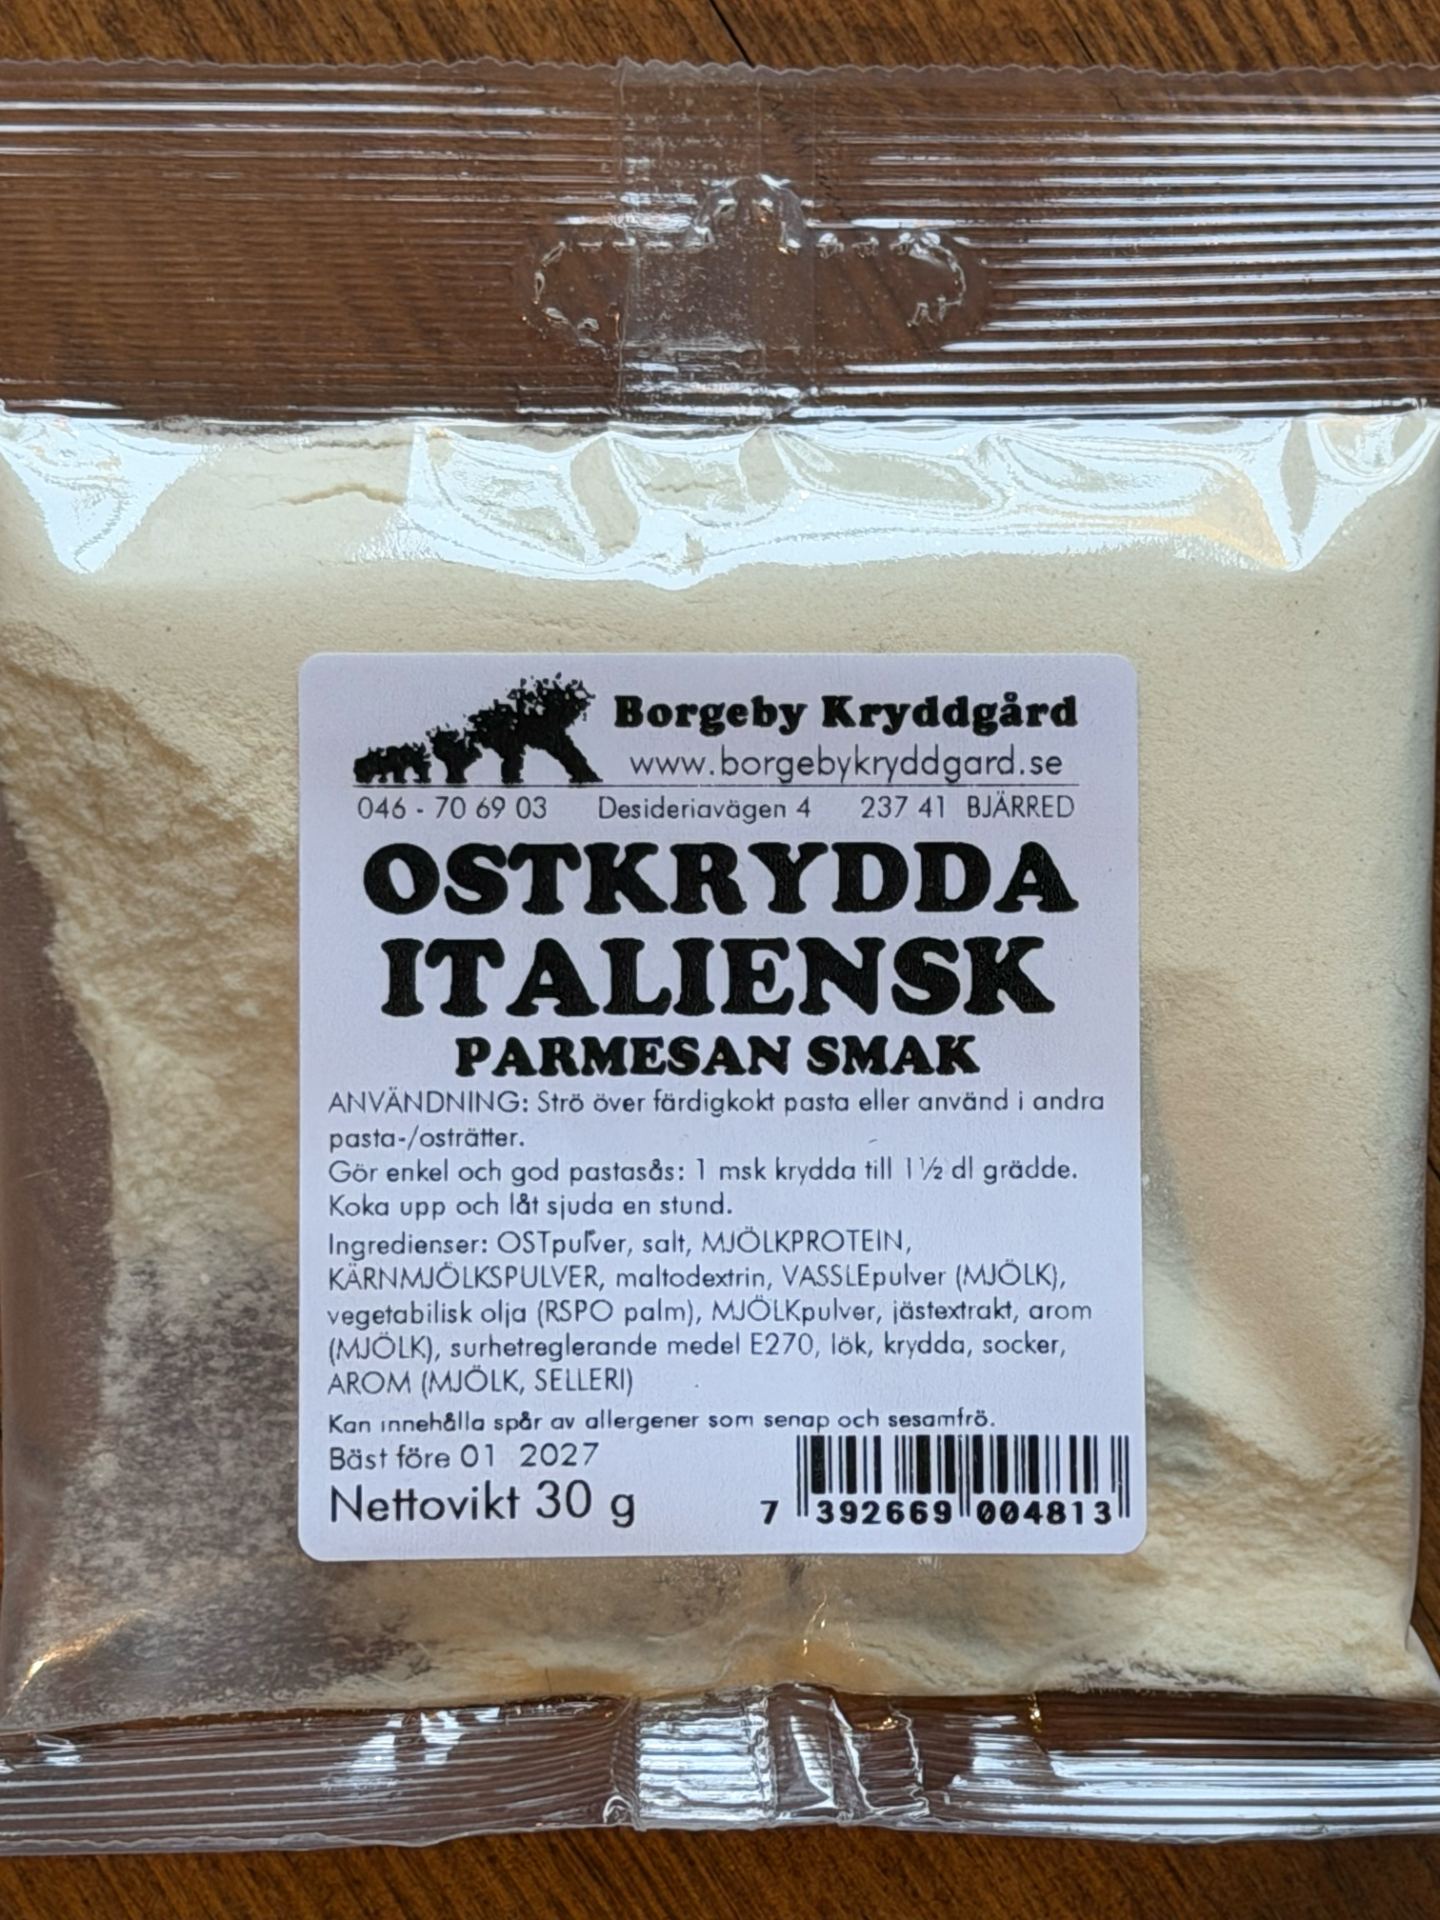 Borgeby Kryddgård
www.borgebykryddgard.se
046 - 70 69 03 Desideriavägen 4 237 41 BJÄRRED
OSTKRYDDA
ITALIENSK
PARMESAN SMAK
ANVÄNDNING: Strö över färdigkokt pasta eller använd i andra
pasta-/osträtter.
Gör enkel och god pastasås: 1 msk krydda till 1½ dl grädde.
Koka upp och låt sjuda en stund.
Ingredienser: OSTpulver, salt, MJÖLKPROTEIN,
KÄRNMJÖLKSPULVER, maltodextrin, VASSLEpulver (MJÖLK),
vegetabilisk olja (RSPO palm), MJÖLKpulver, jästextrakt, arom
(MJÖLK), surhetreglerande medel E270, lök, krydda, socker,
AROM (MJÖLK, SELLERI)
Kan innehålla spår av allergener som senap och sesamfrö.
Bäst före 01 2027
Nettovikt 30 g
7 392669 004813